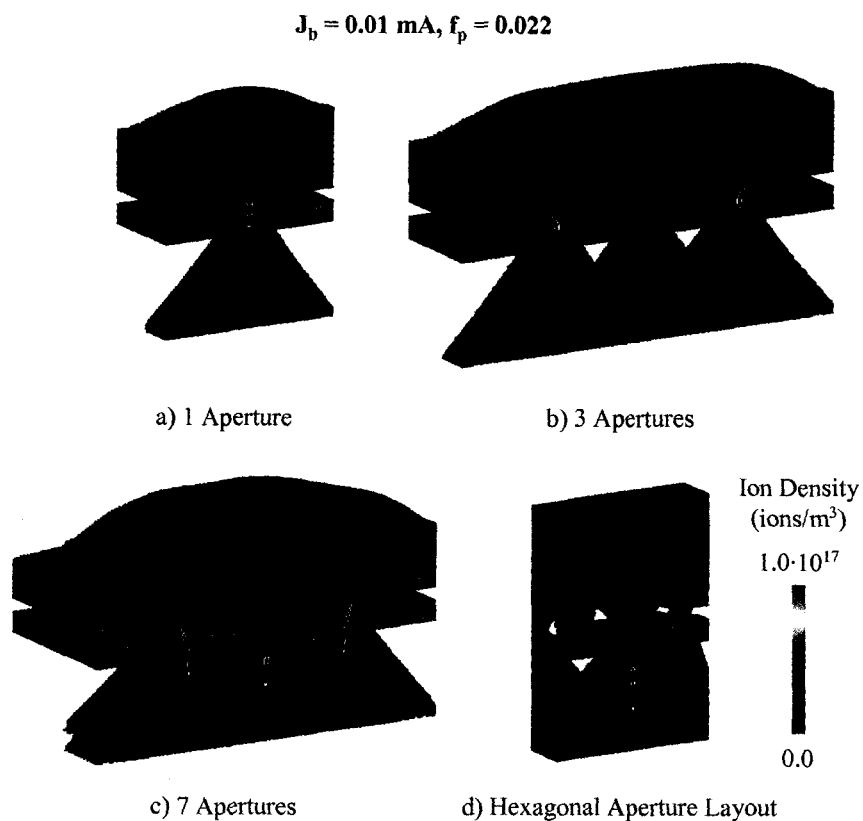 J_b = 0.01 mA, f_p = 0.022
a) 1 Aperture
b) 3 Apertures
Ion Density
(ions/m³)
1.0·10¹⁷
0.0
c) 7 Apertures
d) Hexagonal Aperture Layout